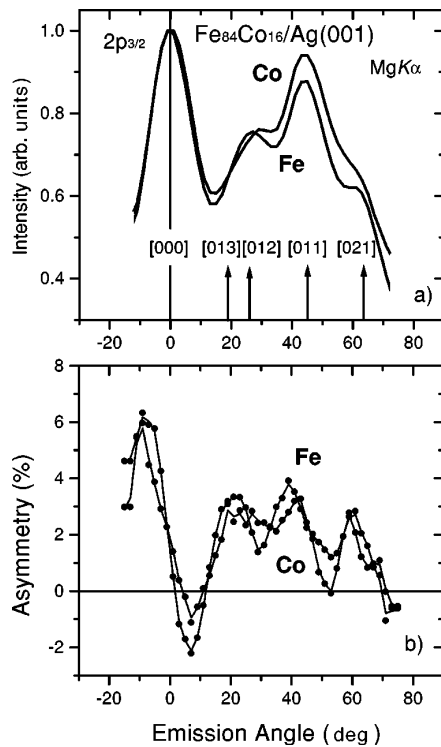 2p3/2 Fe84Co16/Ag(001)
MgKα
Co
Fe
[000] [013] [012] [011] [021]
a)
1.0
0.8
0.6
0.4
Intensity (arb. units)
-20 0 20 40 60 80
8
6
4
2
0
-2
Asymmetry (%)
Fe
Co
b)
-20 0 20 40 60 80
Emission Angle (deg)